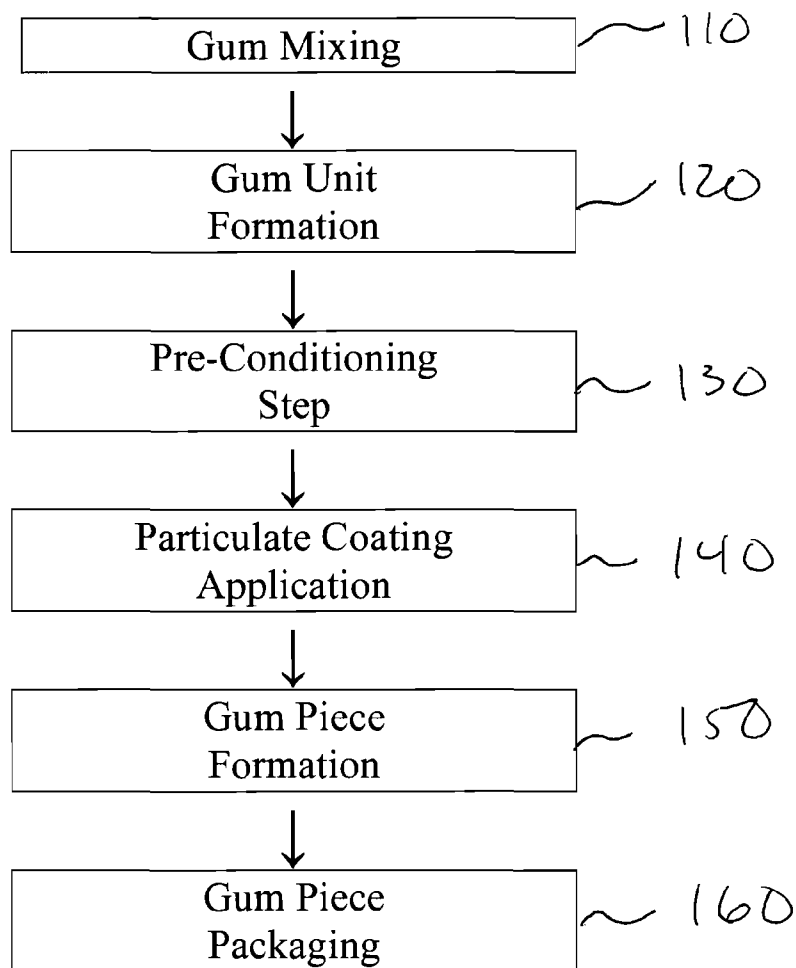 Gum Mixing
110
Gum Unit
Formation
120
Pre-Conditioning
Step
130
Particulate Coating
Application
140
Gum Piece
Formation
150
Gum Piece
Packaging
160